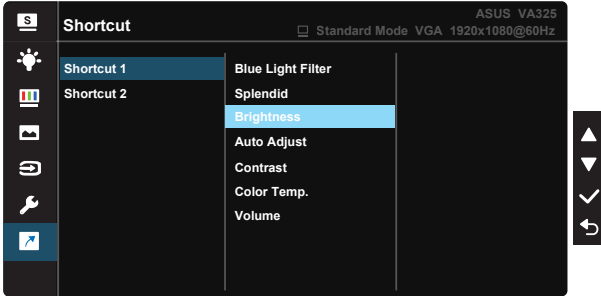 S
Shortcut
ASUS VA325
Standard Mode VGA 1920x1080@60Hz
Shortcut 1
Shortcut 2
Blue Light Filter
Splendid
Brightness
Auto Adjust
Contrast
Color Temp.
Volume